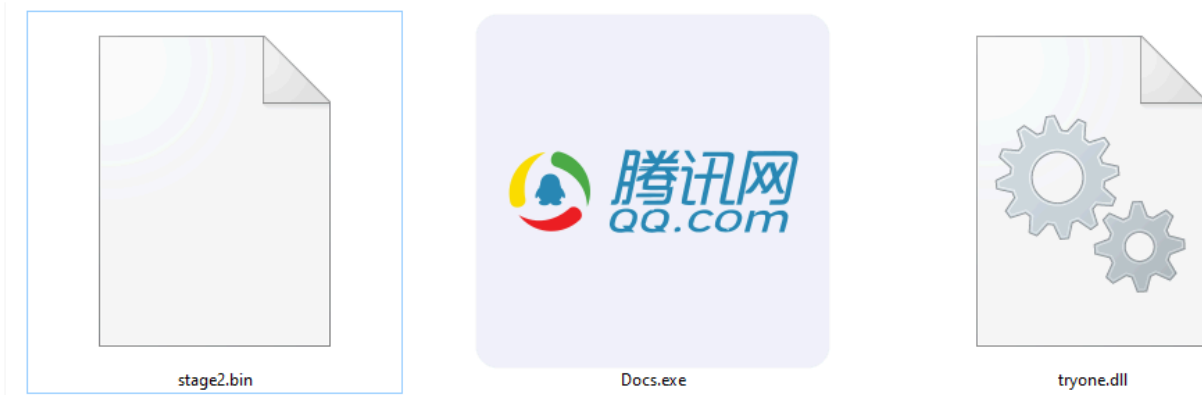 腾讯网
QQ.com
stage2.bin
Docs.exe
tryone.dll